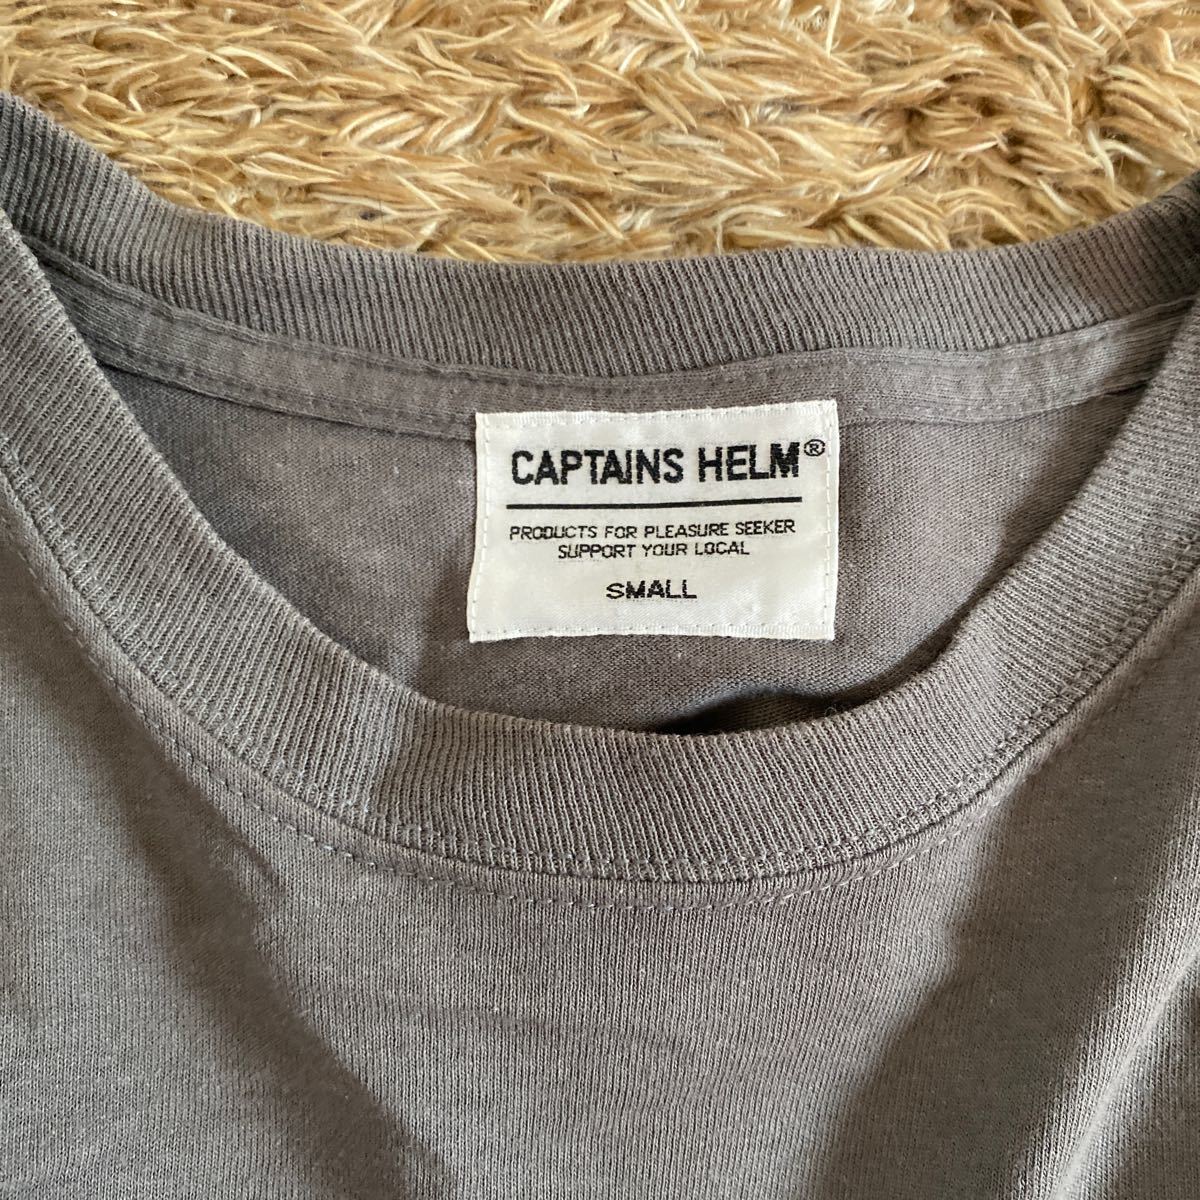 CAPTAINS HELM®
PRODUCTS FOR PLEASURE SEEKER
SUPPORT YOUR LOCAL
SMALL